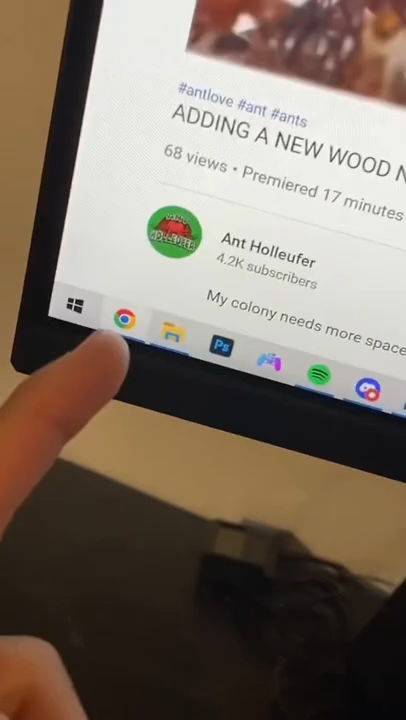 #antlove #ant #ants
ADDING A NEW WOOD
68 views • Premiered 17 minutes
Ant Holleufer
4.2K subscribers
My colony needs more space
Ps